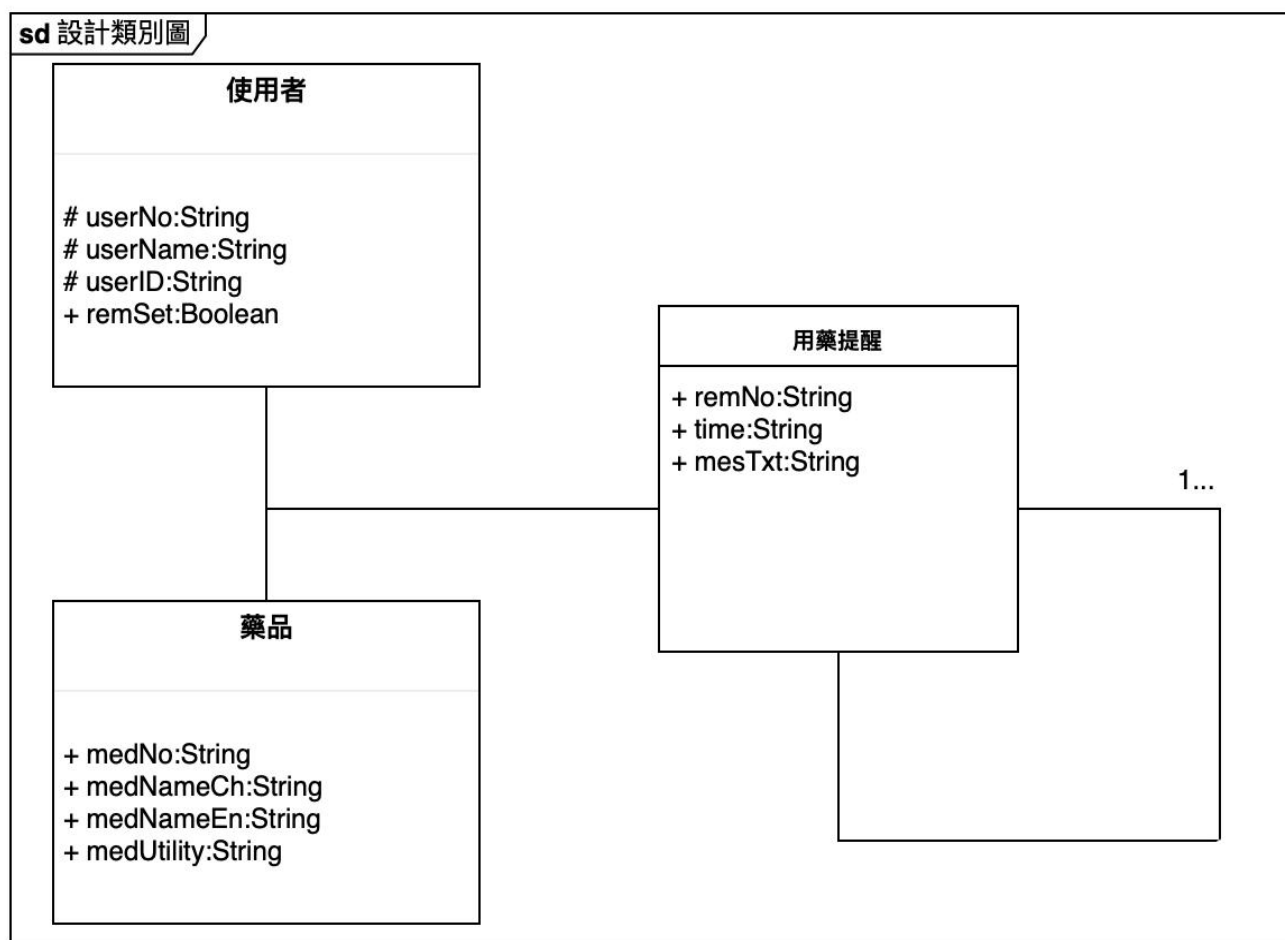 sd 設計類別圖
使用者
# userNo:String
# userName:String
# userID:String
+ remSet:Boolean
用藥提醒
+ remNo:String
+ time:String
+ mesTxt:String
1...
藥品
+ medNo:String
+ medNameCh:String
+ medNameEn:String
+ medUtility:String